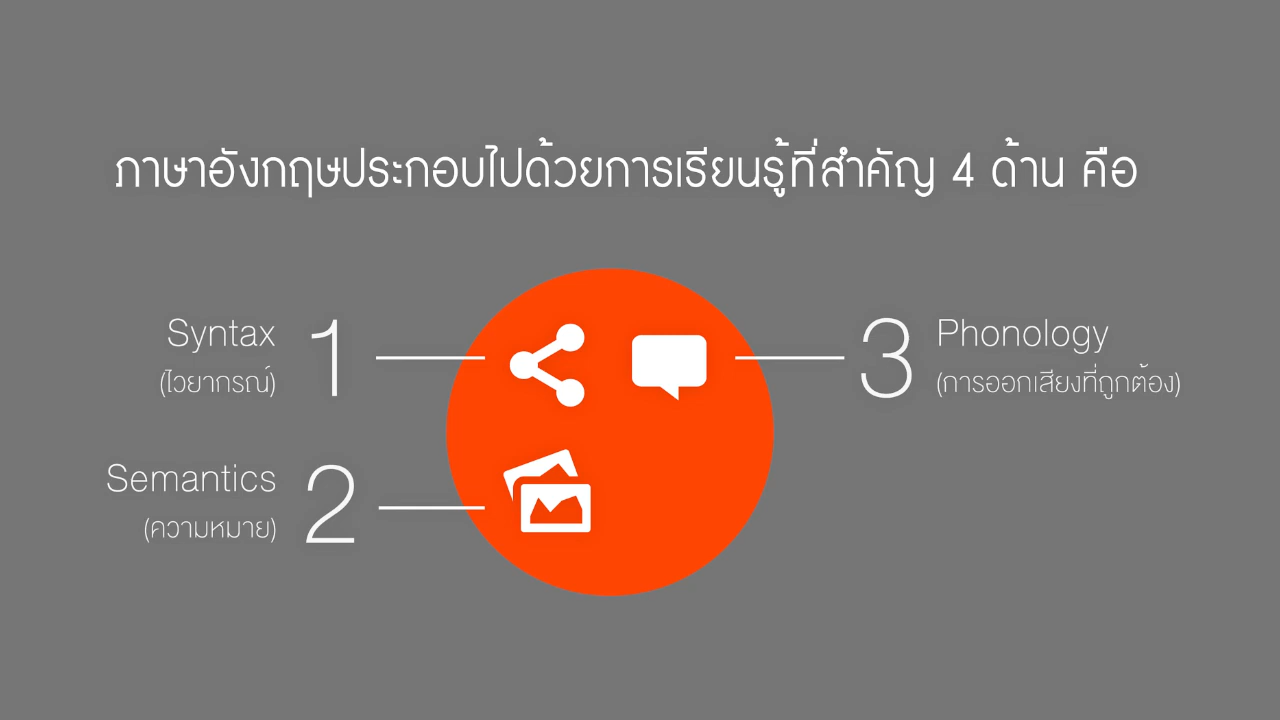 ภาษาอังกฤษประกอบไปด้วยการเรียนรู้ที่สำคัญ 4 ด้าน คือ
Syntax
(ไวยากรณ์)
1
Semantics
(ความหมาย)
2
3
Phonology
(การออกเสียงที่ถูกต้อง)